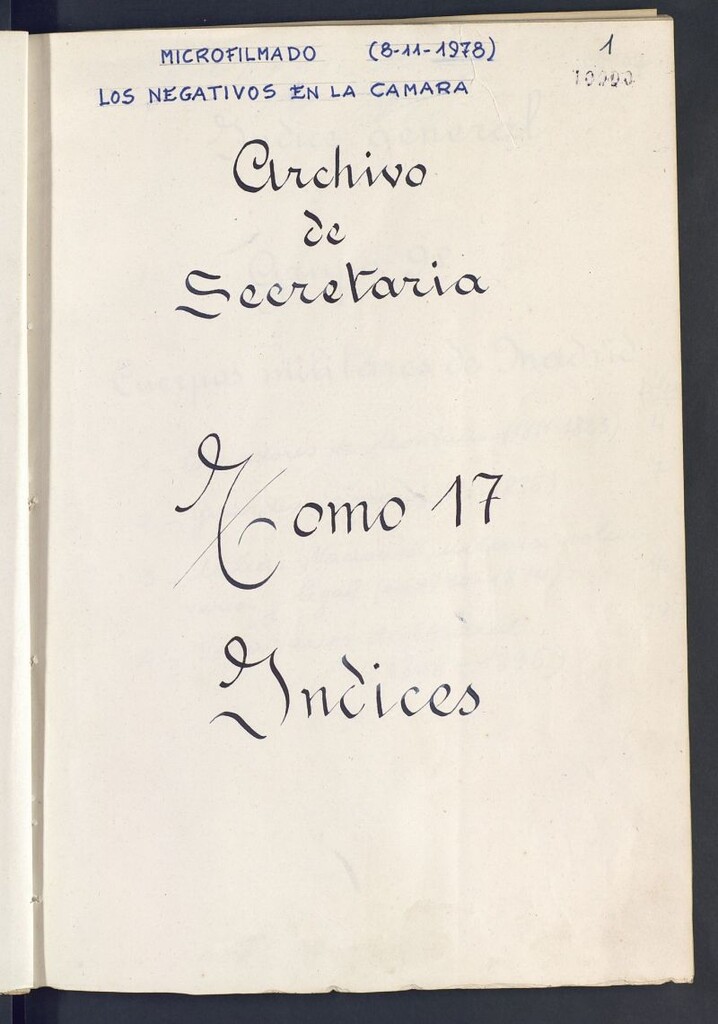 MICROFILMADO (8-11-1978)
1
LOS NEGATIVOS EN LA CAMARA
Archivo
de
Secretaria
Tomo 17
Indices